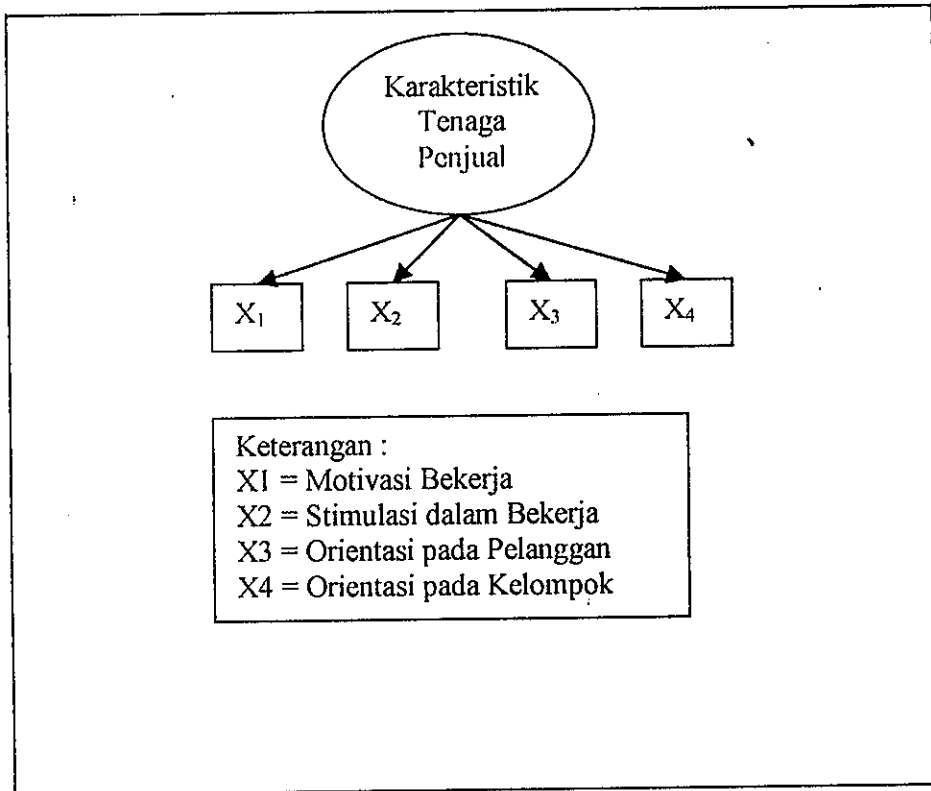 Karakteristik
Tenaga
Penjual
X₁ X₂ X₃ X₄
Keterangan :
X1 = Motivasi Bekerja
X2 = Stimulasi dalam Bekerja
X3 = Orientasi pada Pelanggan
X4 = Orientasi pada Kelompok